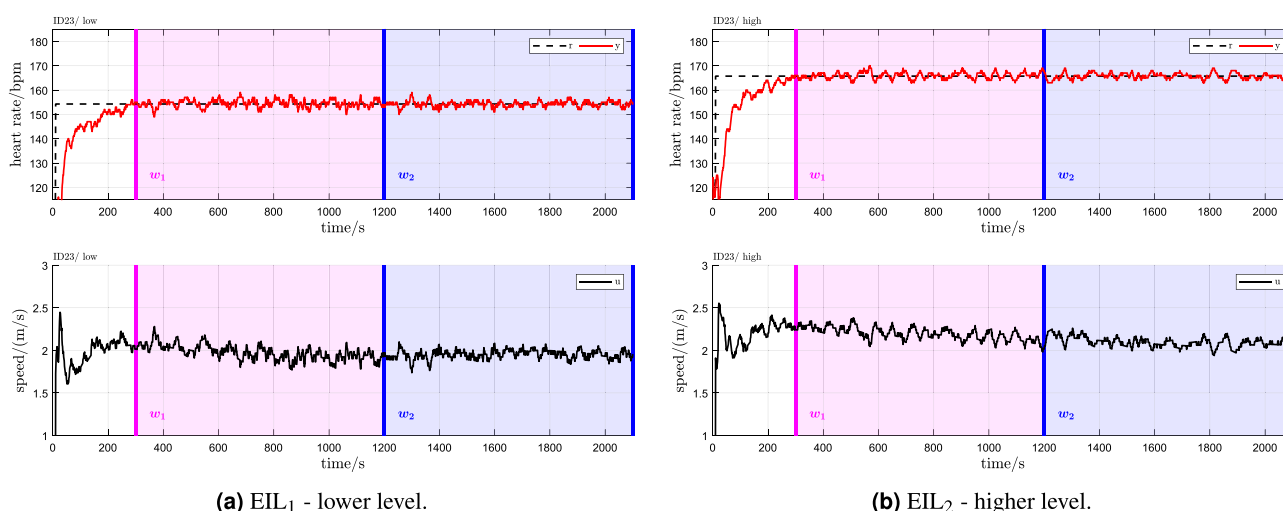 ID23/ low
180
170
160
150
140
130
120
heart rate/bpm
r y
w1
w2
0 200 400 600 800 1000 1200 1400 1600 1800 2000
time/s
ID23/ high
180
170
160
150
140
130
120
heart rate/bpm
r y
w1
w2
0 200 400 600 800 1000 1200 1400 1600 1800 2000
time/s
ID23/ low
3
2.5
2
1.5
1
speed/(m/s)
u
w1
w2
0 200 400 600 800 1000 1200 1400 1600 1800 2000
time/s
ID23/ high
3
2.5
2
1.5
1
speed/(m/s)
u
w1
w2
0 200 400 600 800 1000 1200 1400 1600 1800 2000
time/s
(a) EIL1 - lower level.
(b) EIL2 - higher level.